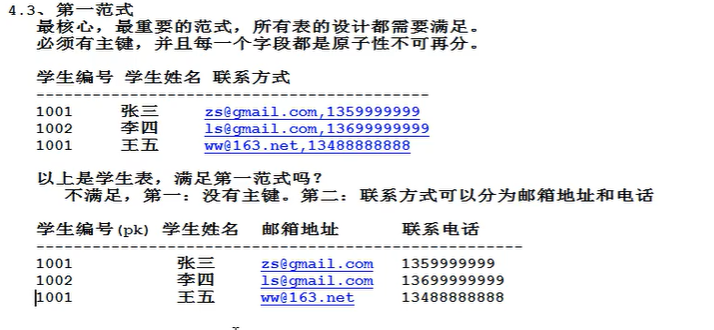 4.3、第一范式
最核心，最重要的范式，所有表的设计都需要满足。
必须有主键，并且每一个字段都是原子性不可再分。
学生编号 学生姓名 联系方式
------------------------------------------
1001 张三 zs@gmail.com,1359999999
1002 李四 ls@gmail.com,13699999999
1001 王五 ww@163.net,13488888888
以上是学生表，满足第一范式吗？
不满足，第一：没有主键。第二：联系方式可以分为邮箱地址和电话
学生编号(pk) 学生姓名 邮箱地址 联系电话
----------------------------------------------------
1001 张三 zs@gmail.com 1359999999
1002 李四 ls@gmail.com 13699999999
1001 王五 ww@163.net 13488888888